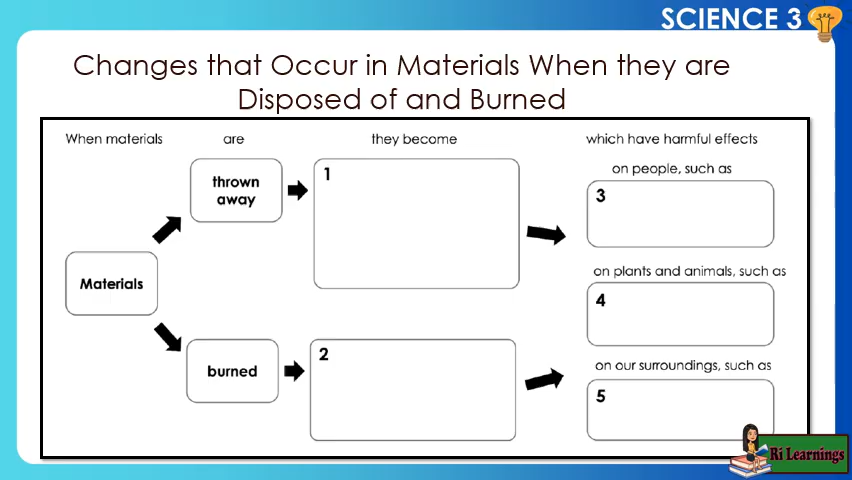 SCIENCE 3
Changes that Occur in Materials When they are
Disposed of and Burned
When materials
are
they become
which have harmful effects
on people, such as
thrown
away
1
3
Materials
on plants and animals, such as
4
burned
2
on our surroundings, such as
5
Ri Learnings